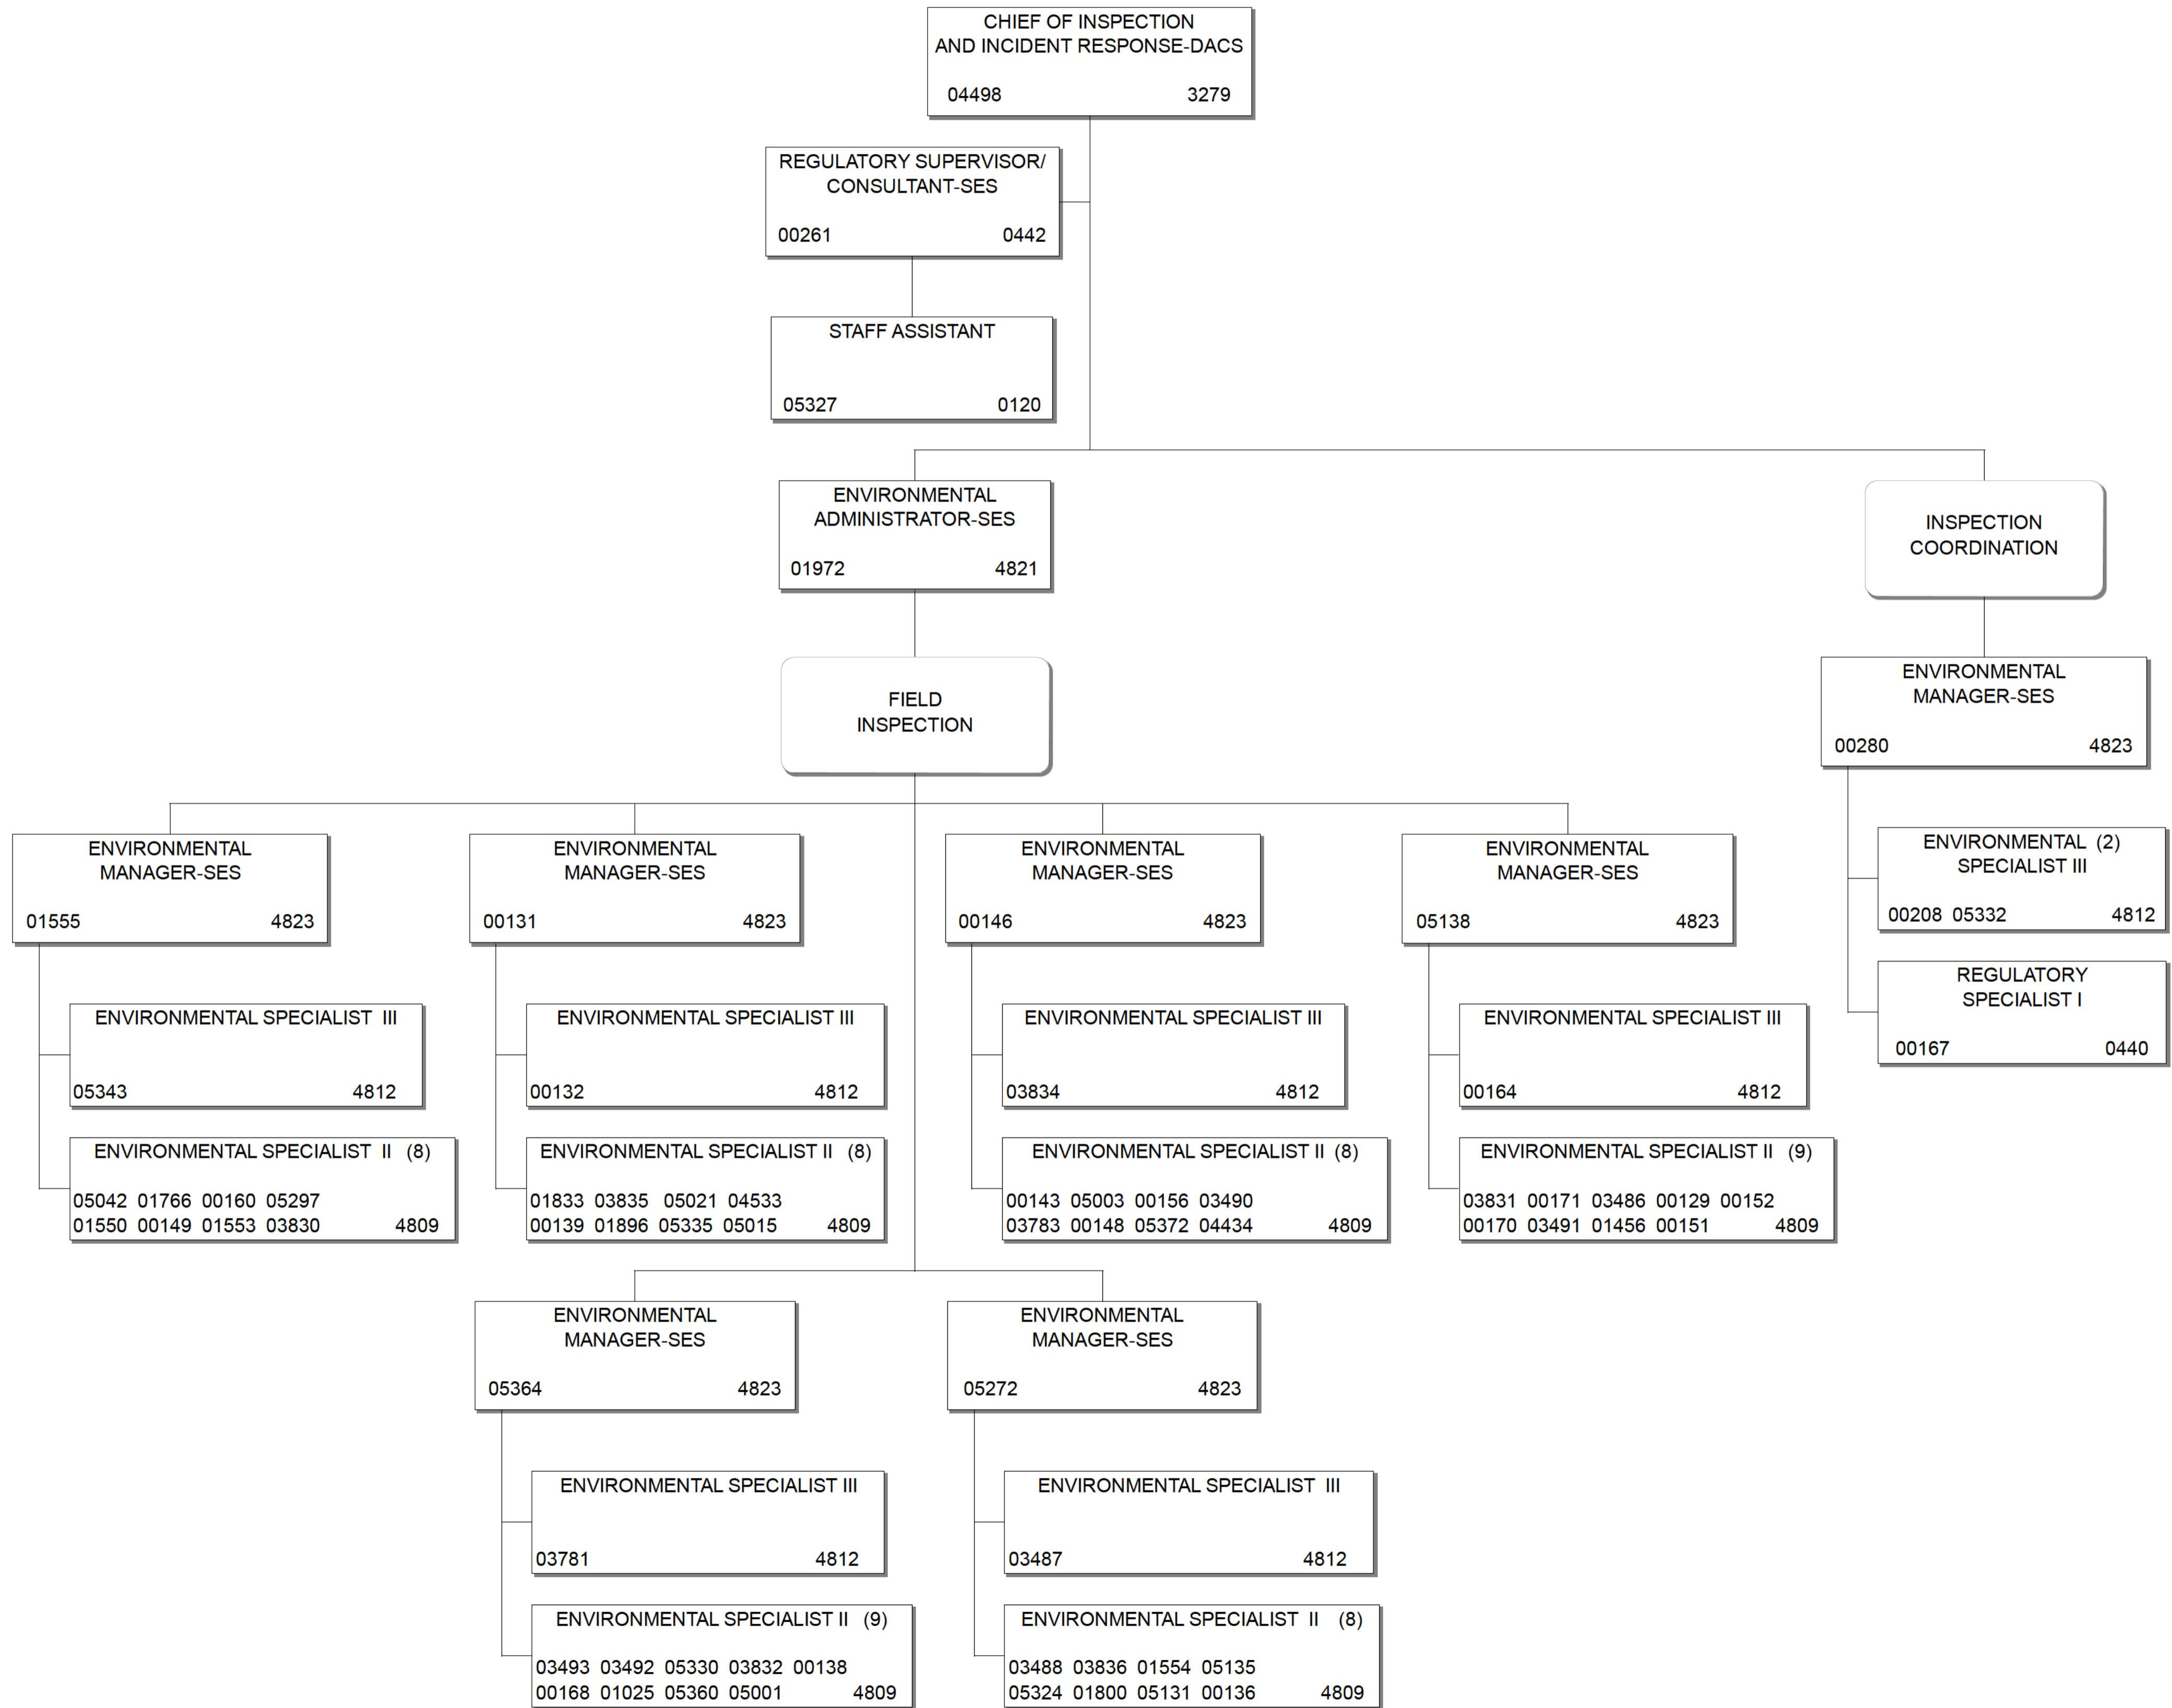 CHIEF OF INSPECTION
AND INCIDENT RESPONSE-DACS
04498 3279
REGULATORY SUPERVISOR/
CONSULTANT-SES
00261 0442
STAFF ASSISTANT
05327 0120
ENVIRONMENTAL
ADMINISTRATOR-SES
01972 4821
INSPECTION
COORDINATION
FIELD
INSPECTION
ENVIRONMENTAL
MANAGER-SES
00280 4823
ENVIRONMENTAL (2)
SPECIALIST III
00208 05332 4812
REGULATORY
SPECIALIST I
00167 0440
ENVIRONMENTAL
MANAGER-SES
01555 4823
ENVIRONMENTAL SPECIALIST III
05343 4812
ENVIRONMENTAL SPECIALIST II (8)
05042 01766 00160 05297
01550 00149 01553 03830 4809
ENVIRONMENTAL
MANAGER-SES
00131 4823
ENVIRONMENTAL SPECIALIST III
00132 4812
ENVIRONMENTAL SPECIALIST II (8)
01833 03835 05021 04533
00139 01896 05335 05015 4809
ENVIRONMENTAL
MANAGER-SES
00146 4823
ENVIRONMENTAL SPECIALIST III
03834 4812
ENVIRONMENTAL SPECIALIST II (8)
00143 05003 00156 03490
03783 00148 05372 04434 4809
ENVIRONMENTAL
MANAGER-SES
05138 4823
ENVIRONMENTAL SPECIALIST III
00164 4812
ENVIRONMENTAL SPECIALIST II (9)
03831 00171 03486 00129 00152
00170 03491 01456 00151 4809
ENVIRONMENTAL
MANAGER-SES
05364 4823
ENVIRONMENTAL SPECIALIST III
03781 4812
ENVIRONMENTAL SPECIALIST II (9)
03493 03492 05330 03832 00138
00168 01025 05360 05001 4809
ENVIRONMENTAL
MANAGER-SES
05272 4823
ENVIRONMENTAL SPECIALIST III
03487 4812
ENVIRONMENTAL SPECIALIST II (8)
03488 03836 01554 05135
05324 01800 05131 00136 4809